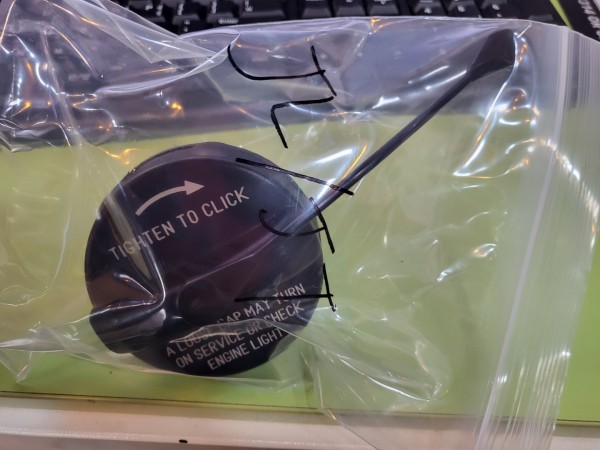 TIGHTEN TO CLICK
A LOOSE CAP MAY TURN
ON SERVICE OR CHECK
ENGINE LIGHT